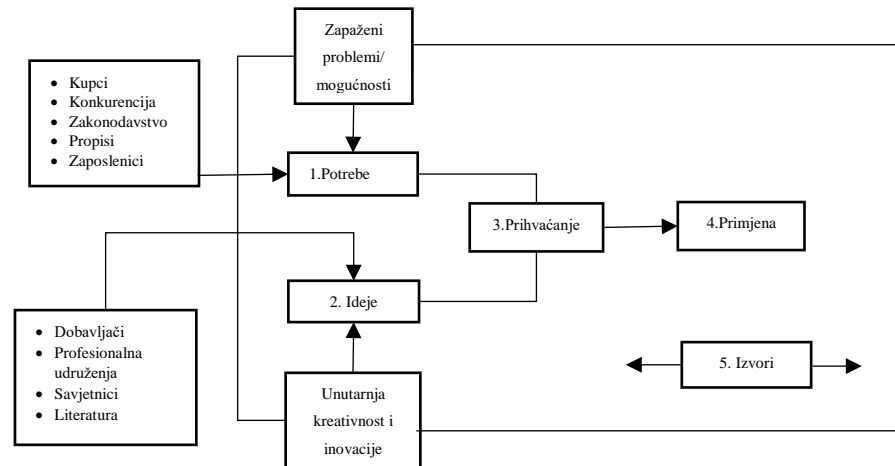 Zapaženi
problemi/
mogućnosti
• Kupci
• Konkurencija
• Zakonodavstvo
• Propisi
• Zaposlenici
1.Potrebe
3.Prihvaćanje
4.Primjena
2. Ideje
• Dobavljači
• Profesionalna
udruženja
• Savjetnici
• Literatura
5. Izvori
Unutarnja
kreativnost i
inovacije